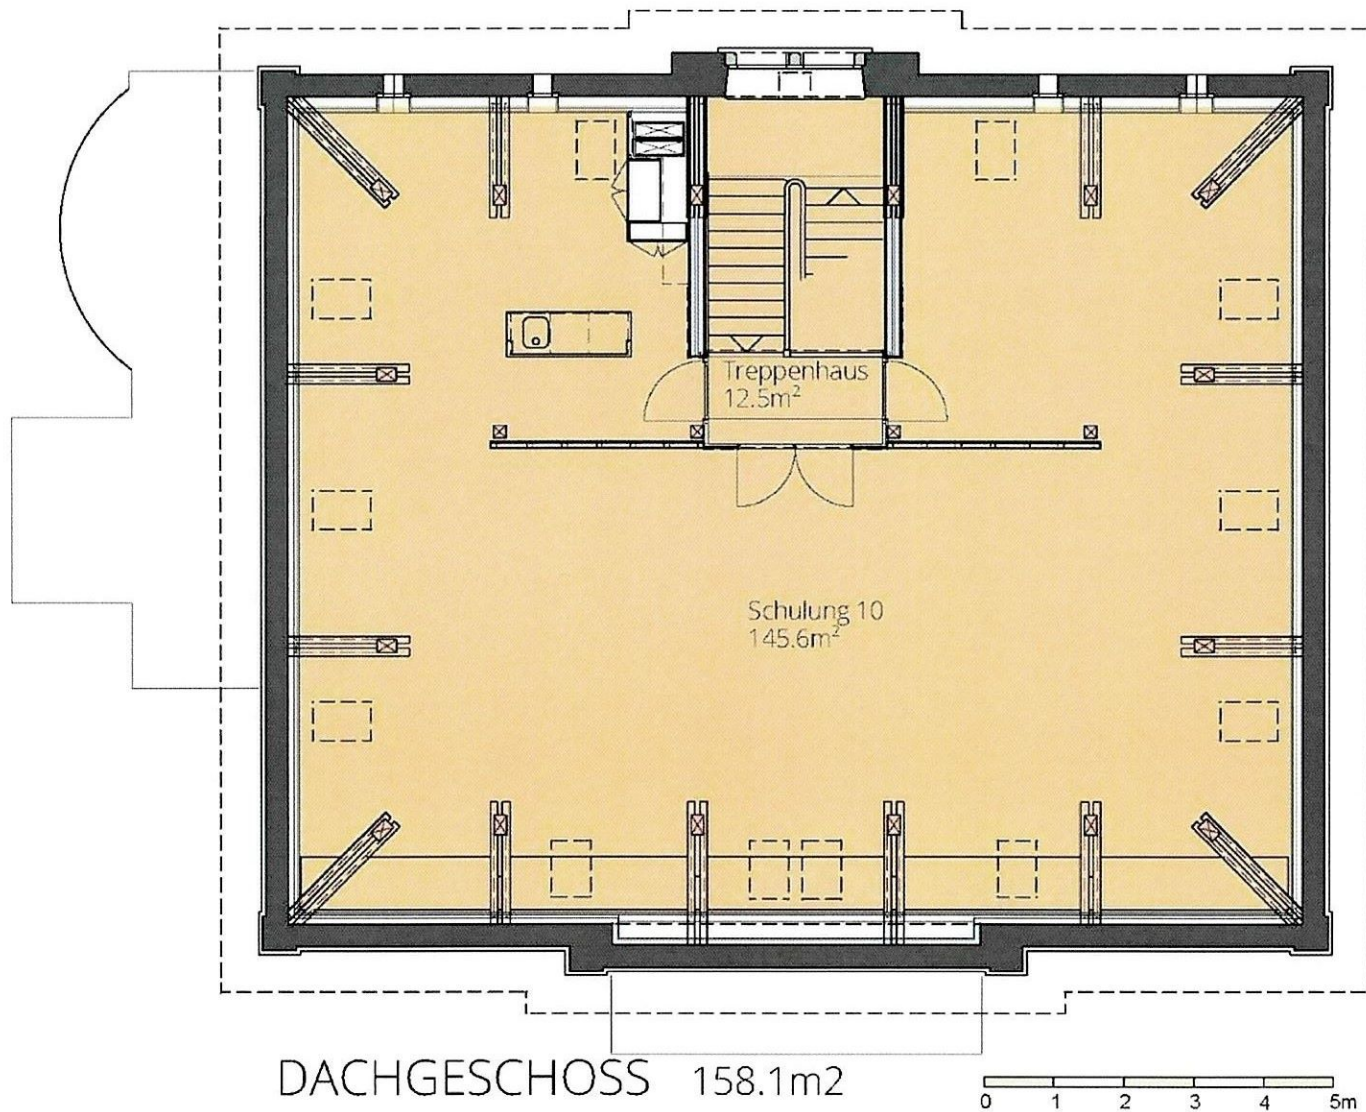 Treppenhaus
12.5m²
Schulung 10
145.6m²
DACHGESCHOSS 158.1m2
0 1 2 3 4 5m